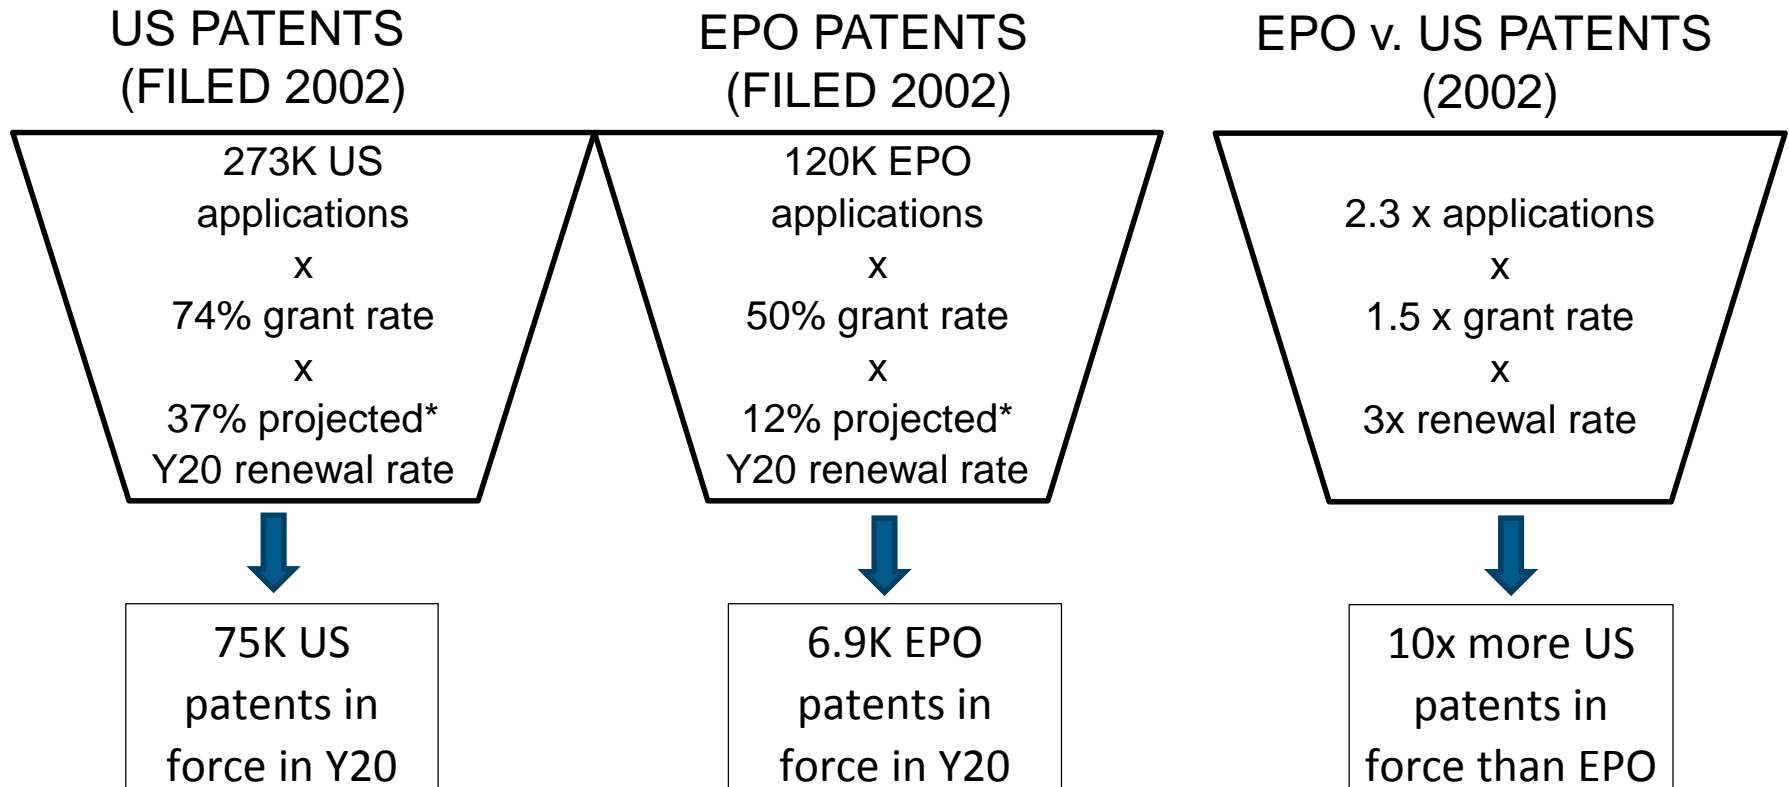 US PATENTS
(FILED 2002)
273K US
applications
x
74% grant rate
x
37% projected*
Y20 renewal rate
75K US
patents in
force in Y20
EPO PATENTS
(FILED 2002)
120K EPO
applications
x
50% grant rate
x
12% projected*
Y20 renewal rate
6.9K EPO
patents in
force in Y20
EPO v. US PATENTS
(2002)
2.3 x applications
x
1.5 x grant rate
x
3x renewal rate
10x more US
patents in
force than EPO